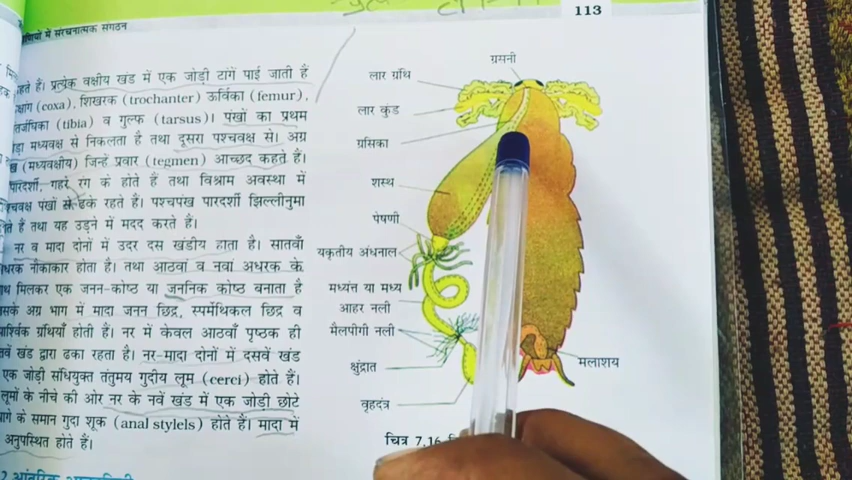 113
में संरचनात्मक संगठन
रहते हैं। प्रत्येक वक्षीय खंड में एक जोड़ी टांगें पाई जाती हैं
(coxa), शिखरक (trochanter) ऊर्विका (femur),
(tibia) व गुल्फ (tarsus)। पंखों का प्रथम
मध्यवक्ष से निकलता है तथा दूसरा पश्चवक्ष से। अग्र
(मध्यवक्षीय) जिन्हें प्रवार (tegmen) आच्छद कहते हैं।
गहरे रंग के होते हैं तथा विश्राम अवस्था में
पंखों से ढके रहते हैं। पश्चपंख पारदर्शी झिल्लीनुमा
हैं तथा यह उड़ने में मदद करते हैं।
नर व मादा दोनों में उदर दस खंडीय होता है। सातवाँ
नौकाकार होता है। तथा आठवां व नवां अधरक के
मिलकर एक जनन-कोष्ठ या जननिक कोष्ठ बनाता है
अग्र भाग में मादा जनन छिद्र, स्पर्मेथिकल छिद्र व
ग्रंथियाँ होती हैं। नर में केवल आठवाँ पृष्ठक ही
खंड द्वारा ढका रहता है। नर-मादा दोनों में दसवें खंड
एक जोड़ी संधियुक्त तंतुमय गुदीय लूम (cerci) होते हैं।
लूमों के नीचे की ओर नर के नवें खंड में एक जोड़ी छोटे
के समान गुदा शूक (anal stylels) होते हैं। मादा में
अनुपस्थित होते हैं।
ग्रसनी
लार ग्रंथि
लार कुंड
ग्रसिका
शस्थ
पेषणी
यकृतीय अंधनाल
मध्यंत्त या मध्य
आहर नली
मैलपीगी नली
क्षुंद्रात
वृहदंत्र
मलाशय
चित्र 7.16